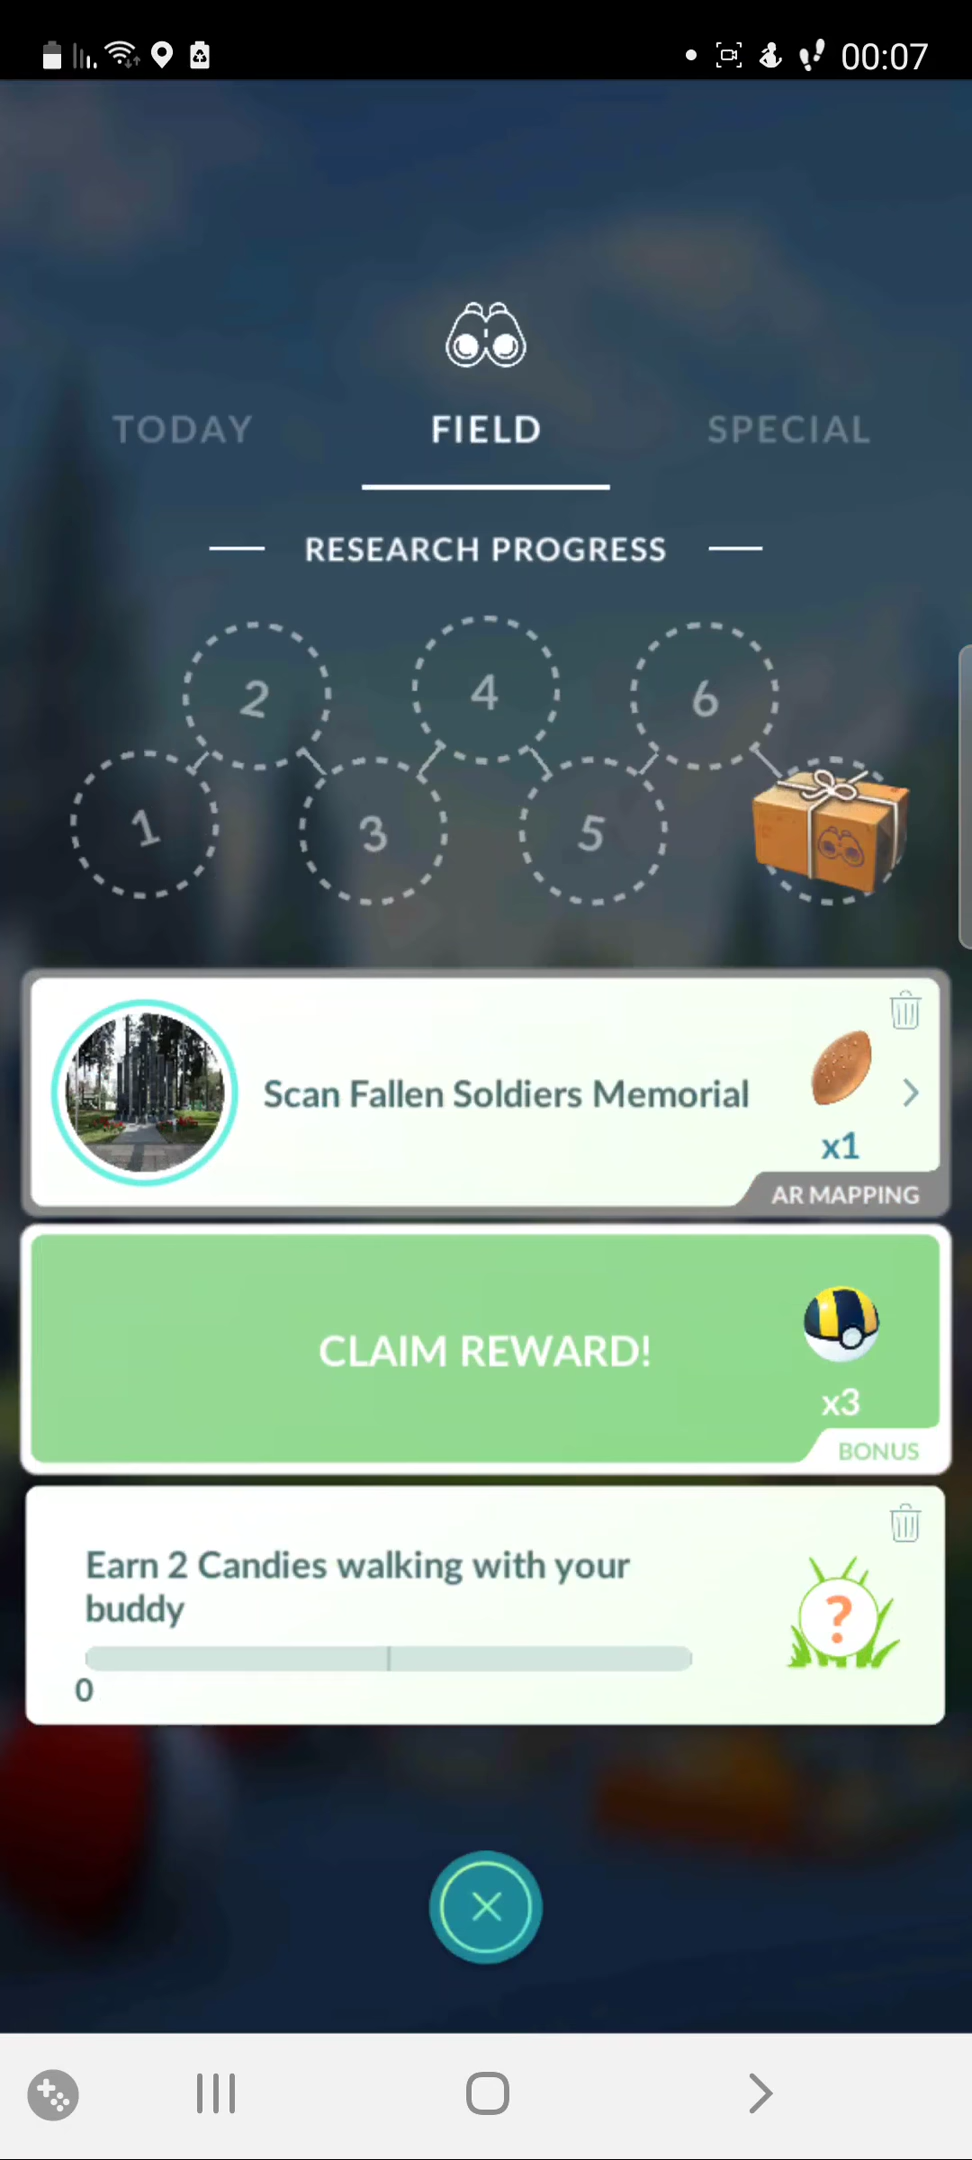 00:07
TODAY FIELD SPECIAL
RESEARCH PROGRESS
2 4 6
1 3 5
Scan Fallen Soldiers Memorial
x1
AR MAPPING
CLAIM REWARD!
x3
BONUS
Earn 2 Candies walking with your
buddy
?
0